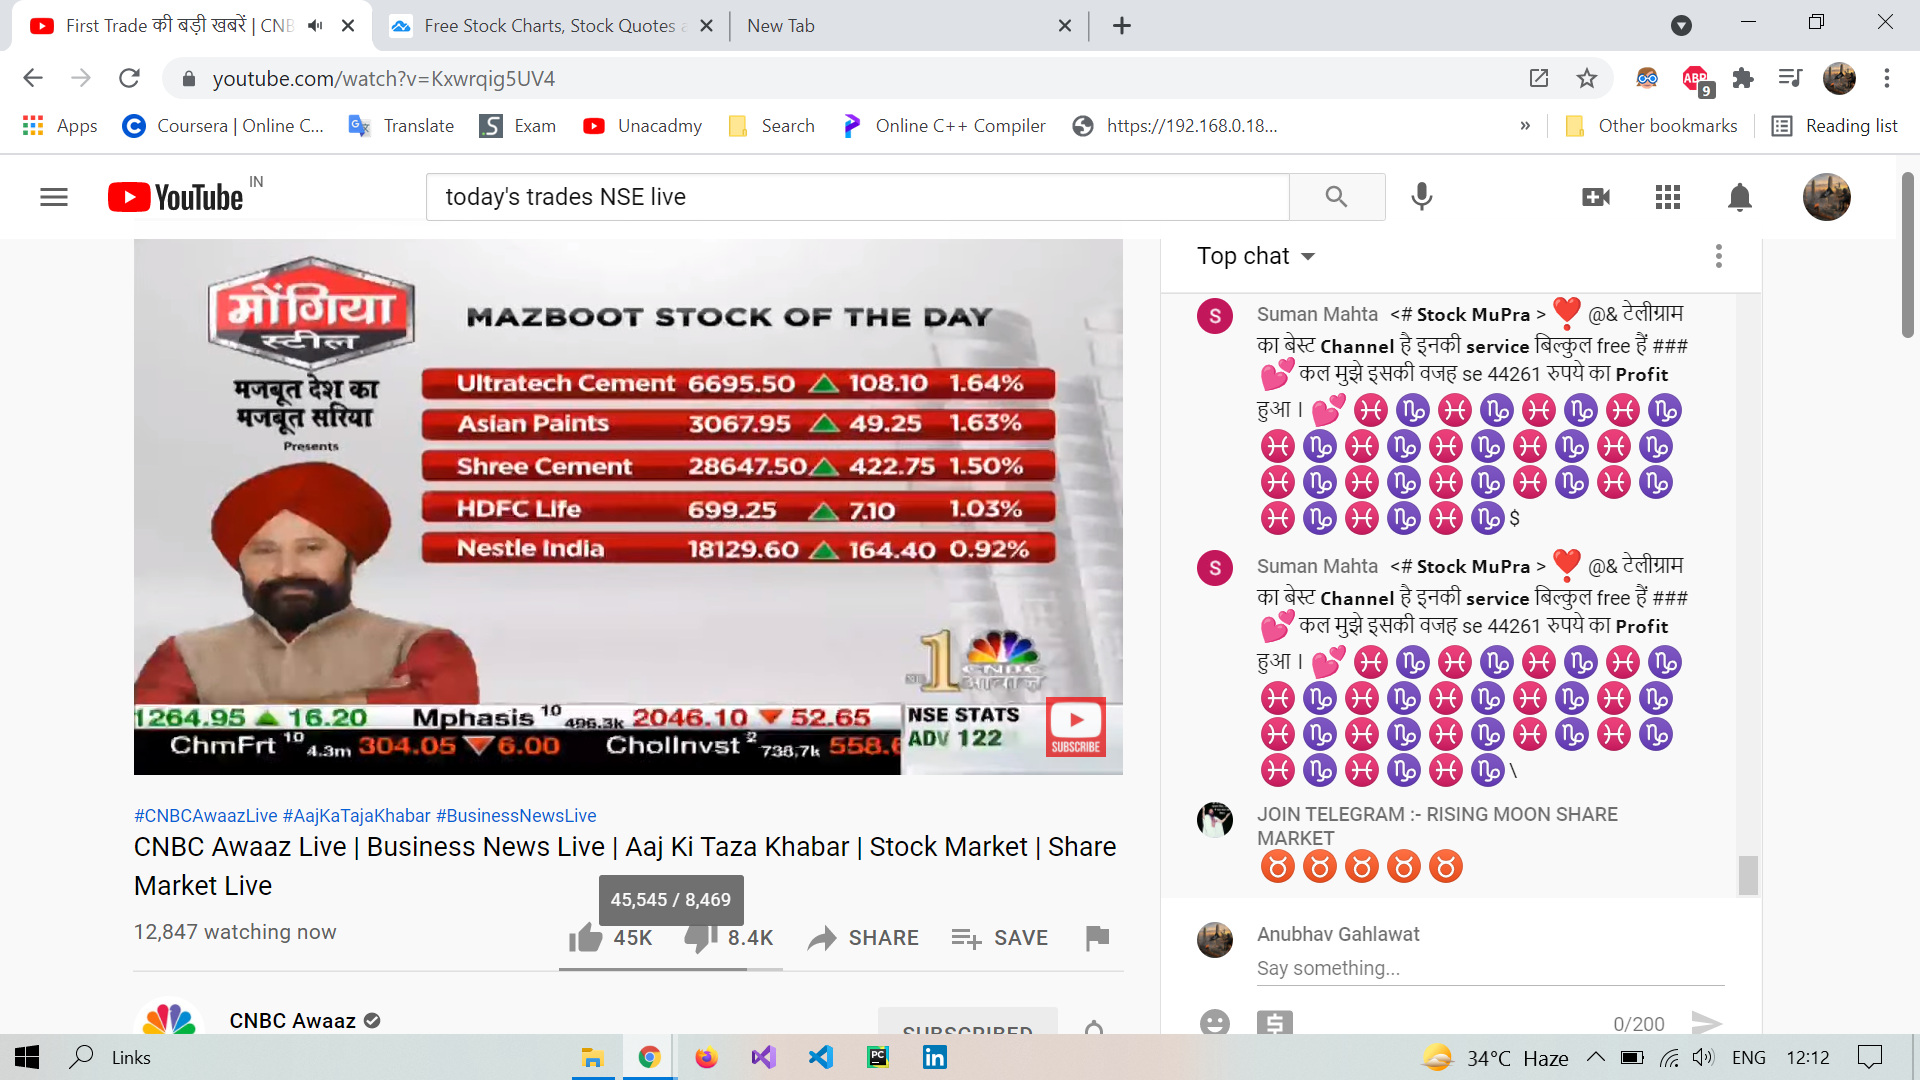 First Trade की बड़ी खबरें | CNB
Free Stock Charts, Stock Quotes a
New Tab
youtube.com/watch?v=Kxwrqig5UV4
ABP
9
Apps
Coursera | Online C...
Translate
Exam
Unacadmy
Search
Online C++ Compiler
https://192.168.0.18...
»
Other bookmarks
Reading list
YouTube IN
today's trades NSE live
मोंगिया
स्टील
मजबूत देश का
मजबूत सरिया
Presents
MAZBOOT STOCK OF THE DAY
Ultratech Cement 6695.50 108.10 1.64%
Asian Paints 3067.95 49.25 1.63%
Shree Cement 28647.50 422.75 1.50%
HDFC Life 699.25 7.10 1.03%
Nestle India 18129.60 164.40 0.92%
1
CNBC
आवाज़
1264.95 16.20 Mphasis 10 496.3k 2046.10 52.65
ChmFrt 10 4.3m 304.05 6.00 CholInvst 2 738.7k 558.6
NSE STATS
ADV 122
SUBSCRIBE
#CNBCAwaazLive #AajKaTajaKhabar #BusinessNewsLive
CNBC Awaaz Live | Business News Live | Aaj Ki Taza Khabar | Stock Market | Share
Market Live
45,545 / 8,469
12,847 watching now
45K
8.4K
SHARE
SAVE
CNBC Awaaz
SUBSCRIBED
Top chat
S
Suman Mahta <# Stock MuPra > ❣️ @& टेलीग्राम
का बेस्ट Channel है इनकी service बिल्कुल free हैं ###
💕 कल मुझे इसकी वजह se 44261 रुपये का Profit
हुआ । 💕 ♓ ♑ ♓ ♑ ♓ ♑ ♓ ♑
♓ ♑ ♓ ♑ ♓ ♑ ♓ ♑ ♓ ♑
♓ ♑ ♓ ♑ ♓ ♑ ♓ ♑ ♓ ♑
♓ ♑ ♓ ♑ ♓ ♑ $
S
Suman Mahta <# Stock MuPra > ❣️ @& टेलीग्राम
का बेस्ट Channel है इनकी service बिल्कुल free हैं ###
💕 कल मुझे इसकी वजह se 44261 रुपये का Profit
हुआ । 💕 ♓ ♑ ♓ ♑ ♓ ♑ ♓ ♑
♓ ♑ ♓ ♑ ♓ ♑ ♓ ♑ ♓ ♑
♓ ♑ ♓ ♑ ♓ ♑ ♓ ♑ ♓ ♑
♓ ♑ ♓ ♑ ♓ ♑ \
JOIN TELEGRAM :- RISING MOON SHARE
MARKET
♉ ♉ ♉ ♉ ♉
Anubhav Gahlawat
Say something...
0/200
Links
34°C Haze
ENG
12:12